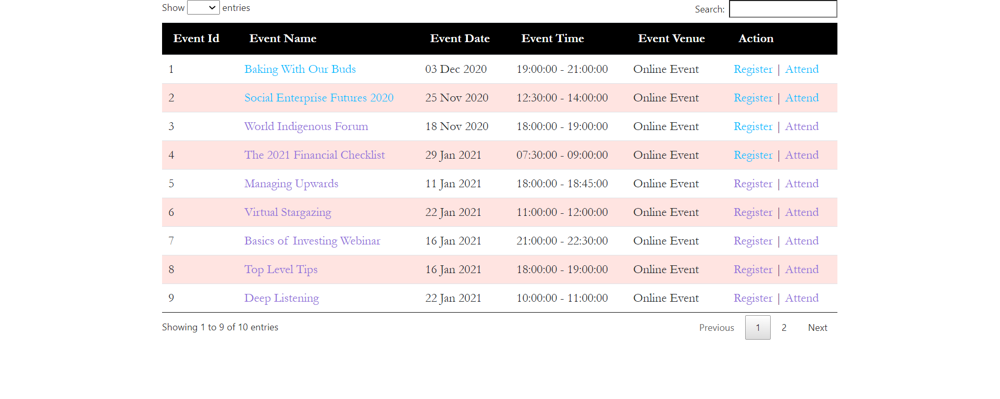 Show entries Search:
Event Id Event Name Event Date Event Time Event Venue Action
1 Baking With Our Buds 03 Dec 2020 19:00:00 - 21:00:00 Online Event Register | Attend
2 Social Enterprise Futures 2020 25 Nov 2020 12:30:00 - 14:00:00 Online Event Register | Attend
3 World Indigenous Forum 18 Nov 2020 18:00:00 - 19:00:00 Online Event Register | Attend
4 The 2021 Financial Checklist 29 Jan 2021 07:30:00 - 09:00:00 Online Event Register | Attend
5 Managing Upwards 11 Jan 2021 18:00:00 - 18:45:00 Online Event Register | Attend
6 Virtual Stargazing 22 Jan 2021 11:00:00 - 12:00:00 Online Event Register | Attend
7 Basics of Investing Webinar 16 Jan 2021 21:00:00 - 22:30:00 Online Event Register | Attend
8 Top Level Tips 16 Jan 2021 18:00:00 - 19:00:00 Online Event Register | Attend
9 Deep Listening 22 Jan 2021 10:00:00 - 11:00:00 Online Event Register | Attend
Showing 1 to 9 of 10 entries Previous 1 2 Next